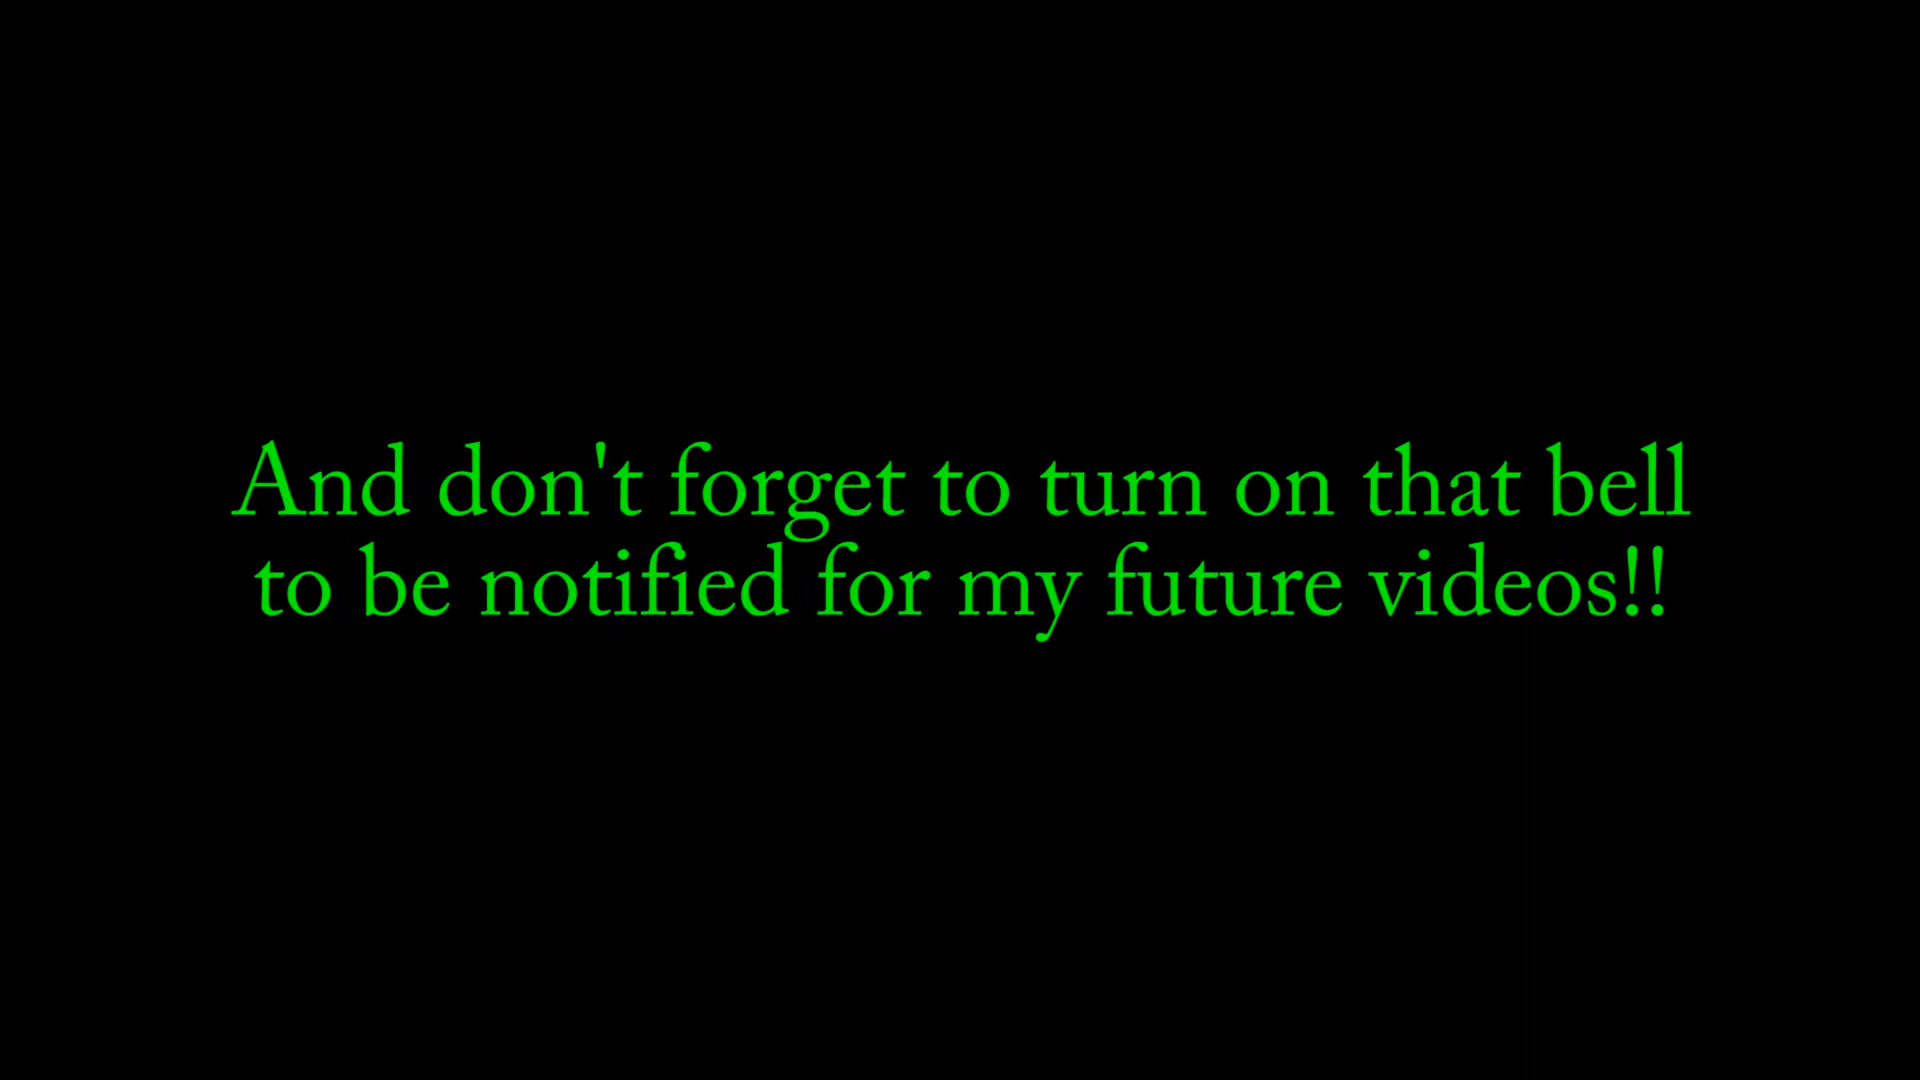 And don't forget to turn on that bell
to be notified for my future videos!!